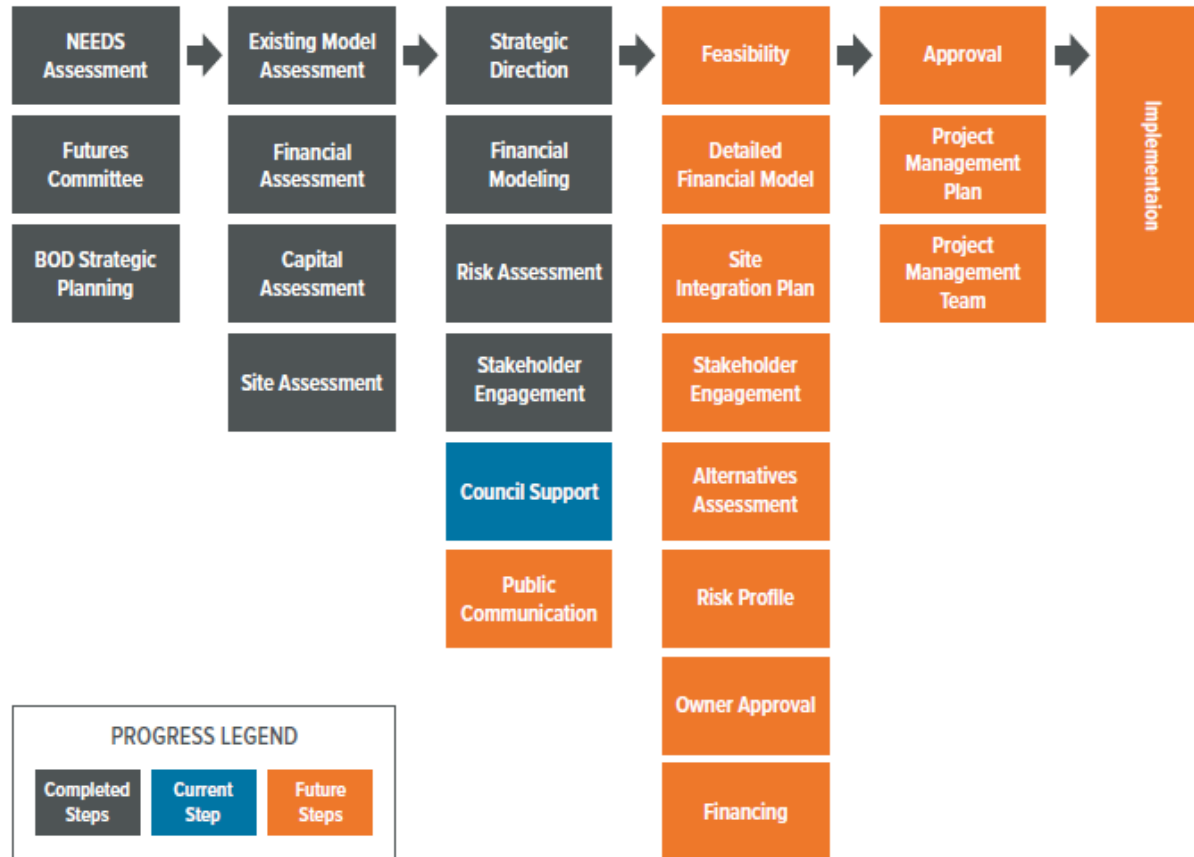 NEEDS
Assessment
Existing Model
Assessment
Strategic
Direction
Feasibility
Approval
Implementaion
Futures
Committee
Financial
Assessment
Financial
Modeling
Detailed
Financial Model
Project
Management
Plan
BOD Strategic
Planning
Capital
Assessment
Risk Assessment
Site
Integration Plan
Project
Management
Team
Site Assessment
Stakeholder
Engagement
Stakeholder
Engagement
Council Support
Alternatives
Assessment
Public
Communication
Risk Profile
Owner Approval
Financing
PROGRESS LEGEND
Completed
Steps
Current
Step
Future
Steps